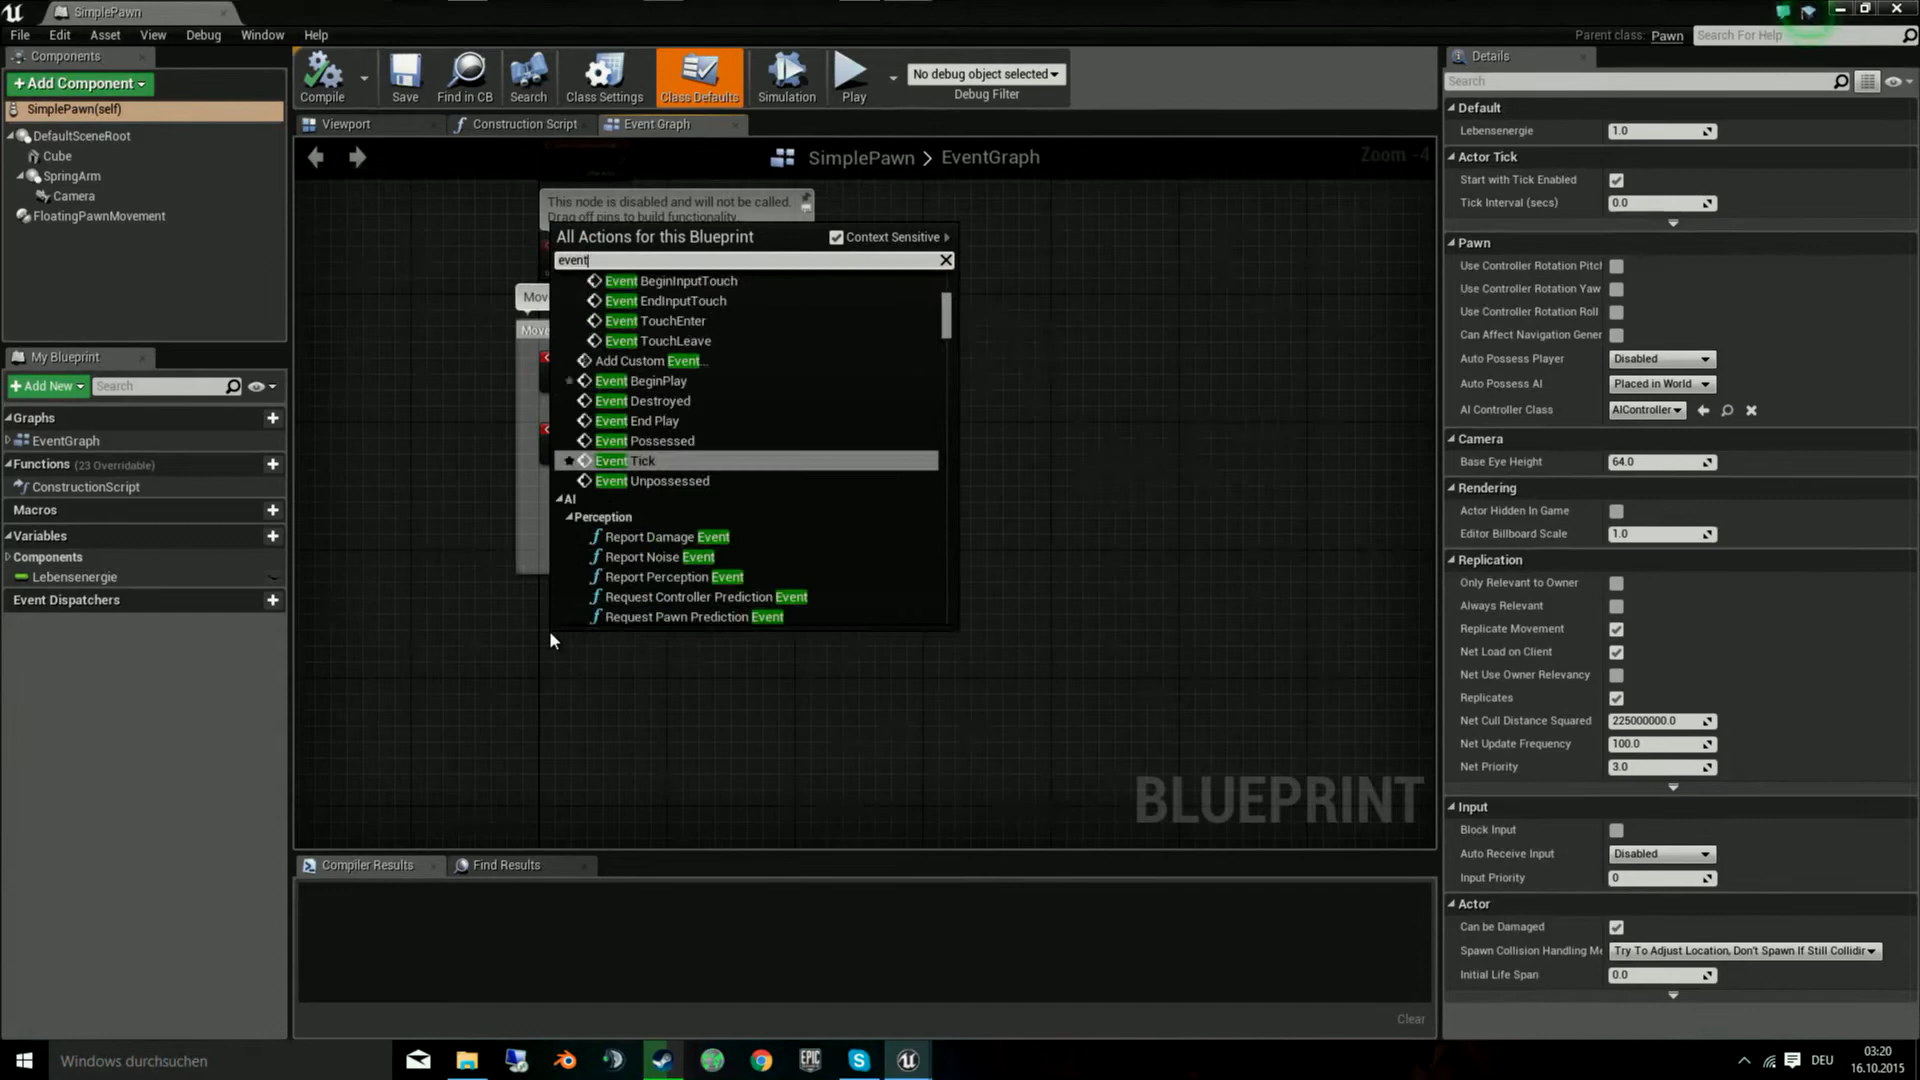 SimplePawn
File Edit Asset View Debug Window Help
Parent class: Pawn Search For Help
Components
+Add Component
SimplePawn(self)
DefaultSceneRoot
Cube
SpringArm
Camera
FloatingPawnMovement
Compile Save Find in CB Search Class Settings Class Defaults Simulation Play
No debug object selected
Debug Filter
Viewport Construction Script Event Graph
SimplePawn > EventGraph
Zoom -4
This node is disabled and will not be called.
Drag off pins to build functionality.
Move
Move
All Actions for this Blueprint
Context Sensitive
event
Event BeginInputTouch
Event EndInputTouch
Event TouchEnter
Event TouchLeave
Add Custom Event...
Event BeginPlay
Event Destroyed
Event End Play
Event Possessed
Event Tick
Event Unpossessed
AI
Perception
Report Damage Event
Report Noise Event
Report Perception Event
Request Controller Prediction Event
Request Pawn Prediction Event
BLUEPRINT
My Blueprint
+Add New Search
Graphs
EventGraph
Functions (23 Overridable)
ConstructionScript
Macros
Variables
Components
Lebensenergie
Event Dispatchers
Compiler Results Find Results
Clear
Details
Search
Default
Lebensenergie 1.0
Actor Tick
Start with Tick Enabled
Tick Interval (secs) 0.0
Pawn
Use Controller Rotation Pitch
Use Controller Rotation Yaw
Use Controller Rotation Roll
Can Affect Navigation Gener
Auto Possess Player Disabled
Auto Possess AI Placed in World
AI Controller Class AIController
Camera
Base Eye Height 64.0
Rendering
Actor Hidden In Game
Editor Billboard Scale 1.0
Replication
Only Relevant to Owner
Always Relevant
Replicate Movement
Net Load on Client
Net Use Owner Relevancy
Replicates
Net Cull Distance Squared 225000000.0
Net Update Frequency 100.0
Net Priority 3.0
Input
Block Input
Auto Receive Input Disabled
Input Priority 0
Actor
Can be Damaged
Spawn Collision Handling Me Try To Adjust Location, Don't Spawn If Still Collidir
Initial Life Span 0.0
Windows durchsuchen
EPIC
DEU
03:20
16.10.2015